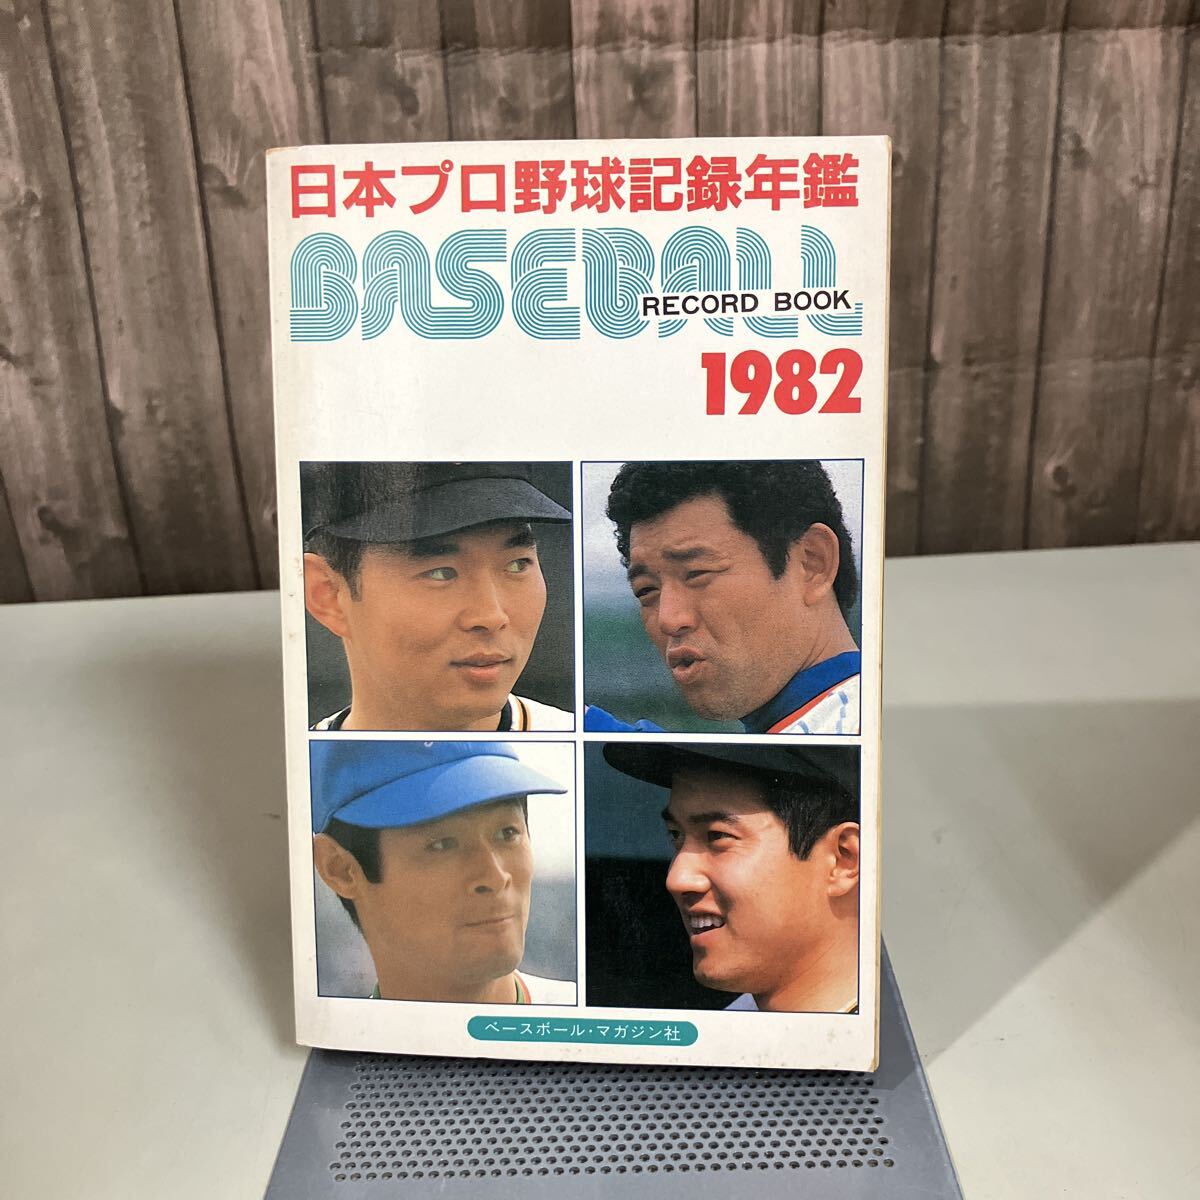 日本プロ野球記録年鑑
BASEBALL
RECORD BOOK
1982
ベースボール・マガジン社